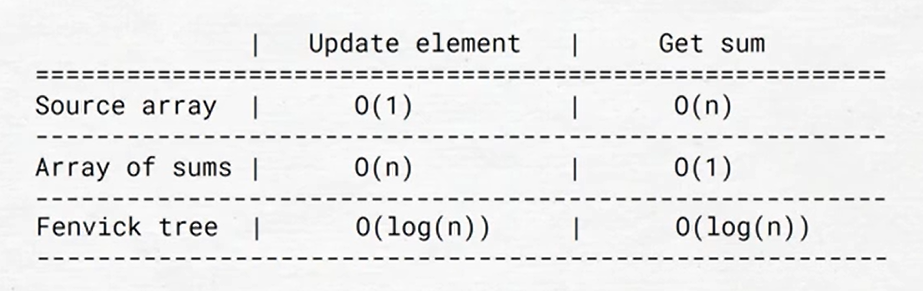 | Update element | Get sum
========================================================
Source array | O(1) | O(n)
--------------------------------------------------------
Array of sums | O(n) | O(1)
--------------------------------------------------------
Fenvick tree | O(log(n)) | O(log(n))
--------------------------------------------------------